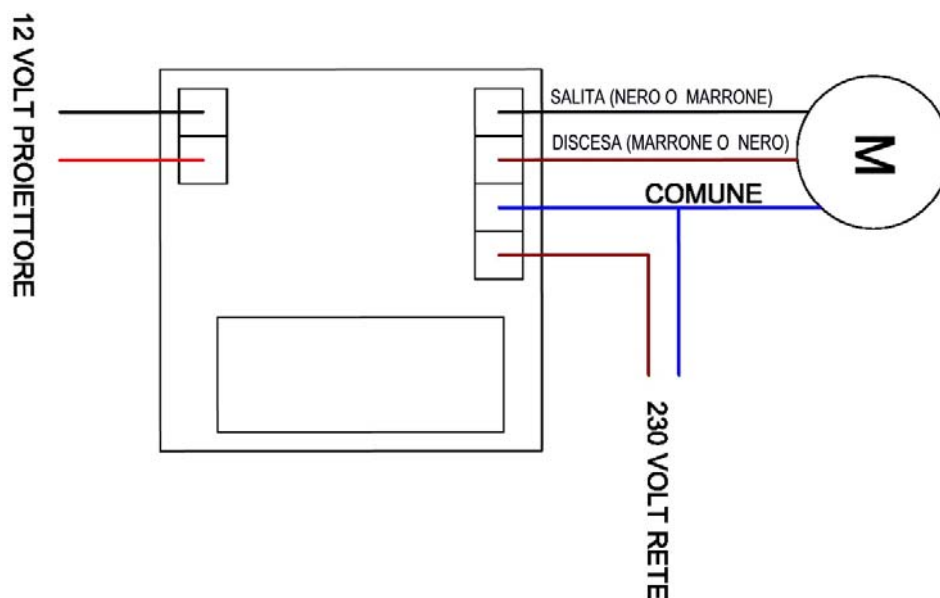 12 VOLT PROIETTORE
SALITA (NERO O MARRONE)
DISCESA (MARRONE O NERO)
COMUNE
M
230 VOLT RETE